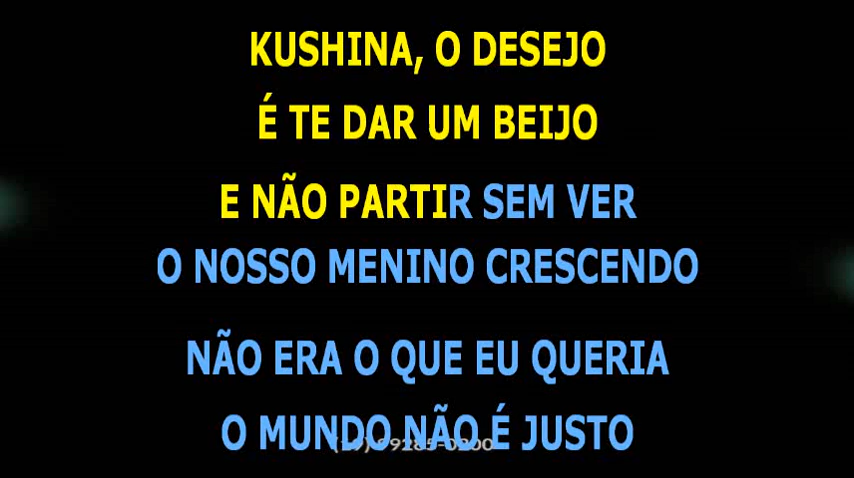 KUSHINA, O DESEJO
É TE DAR UM BEIJO
E NÃO PARTIR SEM VER
O NOSSO MENINO CRESCENDO
NÃO ERA O QUE EU QUERIA
O MUNDO NÃO É JUSTO